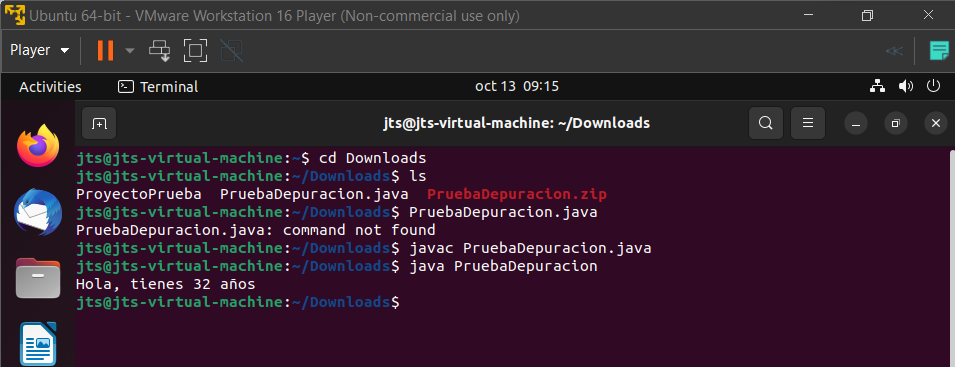 Ubuntu 64-bit - VMware Workstation 16 Player (Non-commercial use only)
Player
Activities Terminal oct 13 09:15
jts@jts-virtual-machine: ~/Downloads
jts@jts-virtual-machine:~$ cd Downloads
jts@jts-virtual-machine:~/Downloads$ ls
ProyectoPrueba  PruebaDepuracion.java  PruebaDepuracion.zip
jts@jts-virtual-machine:~/Downloads$ PruebaDepuracion.java
PruebaDepuracion.java: command not found
jts@jts-virtual-machine:~/Downloads$ javac PruebaDepuracion.java
jts@jts-virtual-machine:~/Downloads$ java PruebaDepuracion
Hola, tienes 32 años
jts@jts-virtual-machine:~/Downloads$